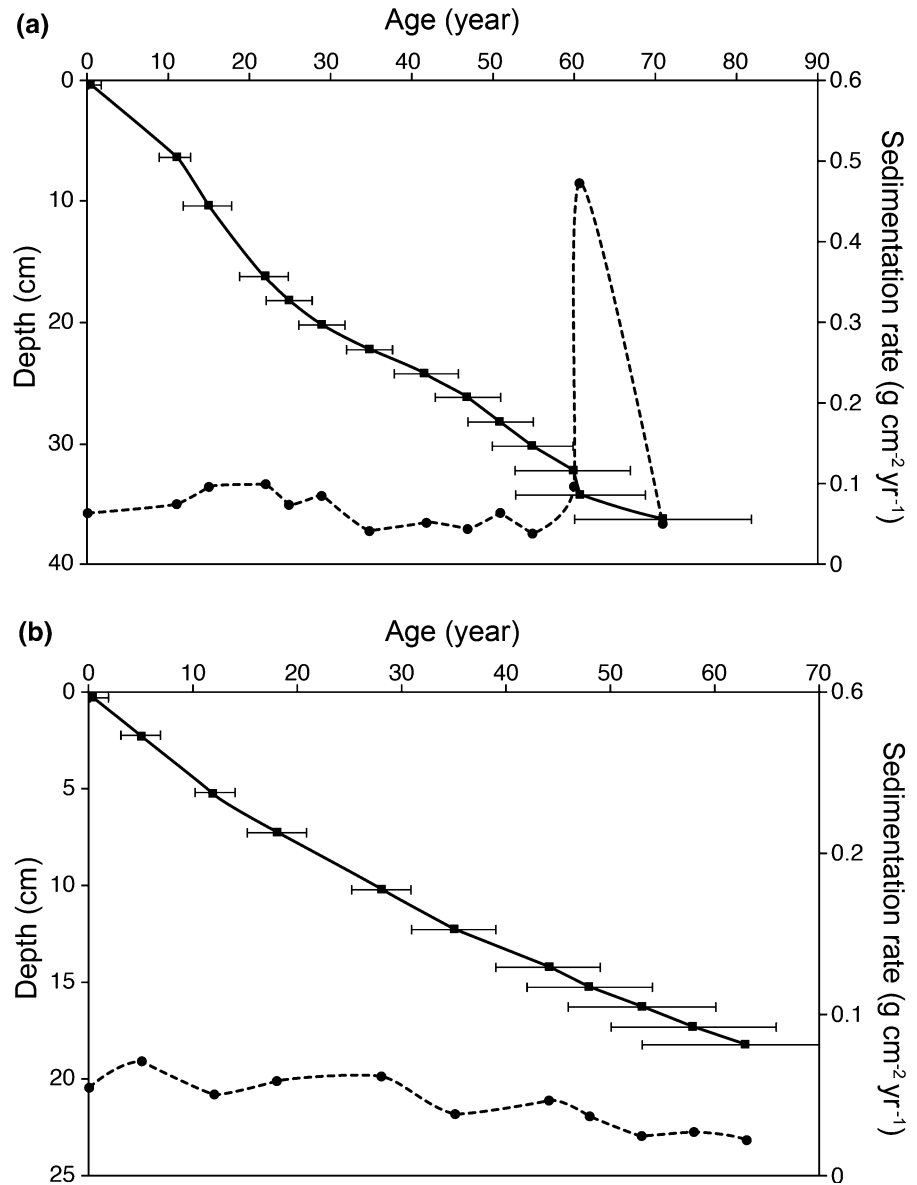 (a)
Age (year)
0 10 20 30 40 50 60 70 80 90
0
10
20
30
40
Depth (cm)
0.6
0.5
0.4
0.3
0.2
0.1
0
Sedimentation rate (g cm-2 yr-1)
(b)
Age (year)
0 10 20 30 40 50 60 70
0
5
10
15
20
25
Depth (cm)
0.6
0.2
0.1
0
Sedimentation rate (g cm-2 yr-1)